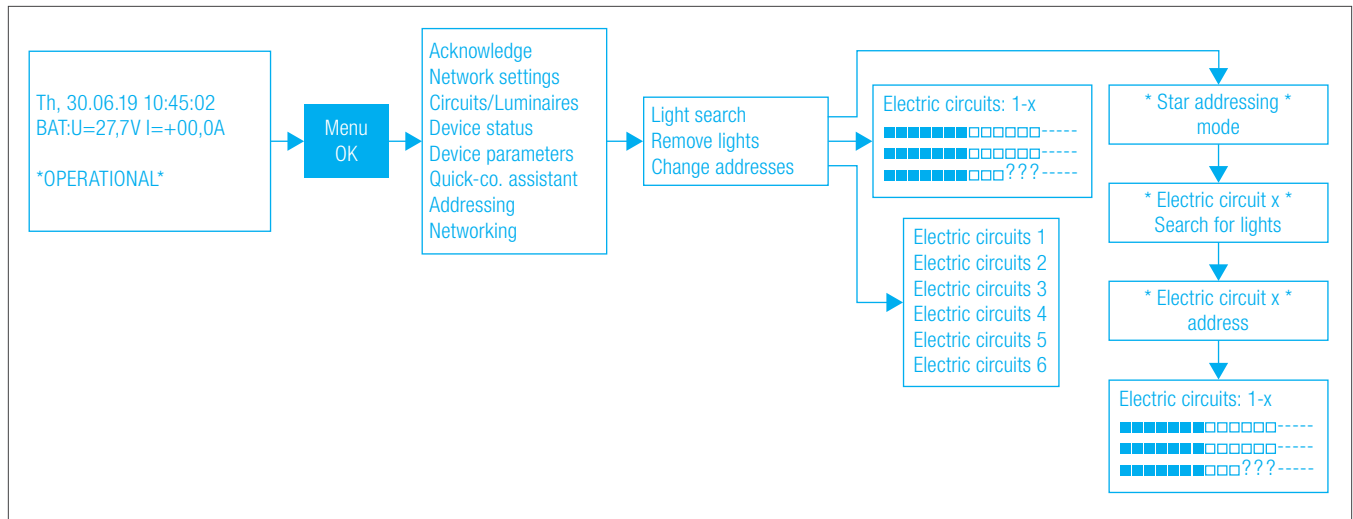 Th, 30.06.19 10:45:02
BAT:U=27,7V I=+00,0A
*OPERATIONAL*
Menu
OK
Acknowledge
Network settings
Circuits/Luminaires
Device status
Device parameters
Quick-co. assistant
Addressing
Networking
Light search
Remove lights
Change addresses
Electric circuits: 1-x
■■■■■■■□□□□□□-----
■■■■■■■□□□□□□-----
■■■■■■■□□□???-----
Electric circuits 1
Electric circuits 2
Electric circuits 3
Electric circuits 4
Electric circuits 5
Electric circuits 6
* Star addressing *
mode
* Electric circuit x *
Search for lights
* Electric circuit x *
address
Electric circuits: 1-x
■■■■■■■□□□□□□-----
■■■■■■■□□□□□□-----
■■■■■■■□□□???-----